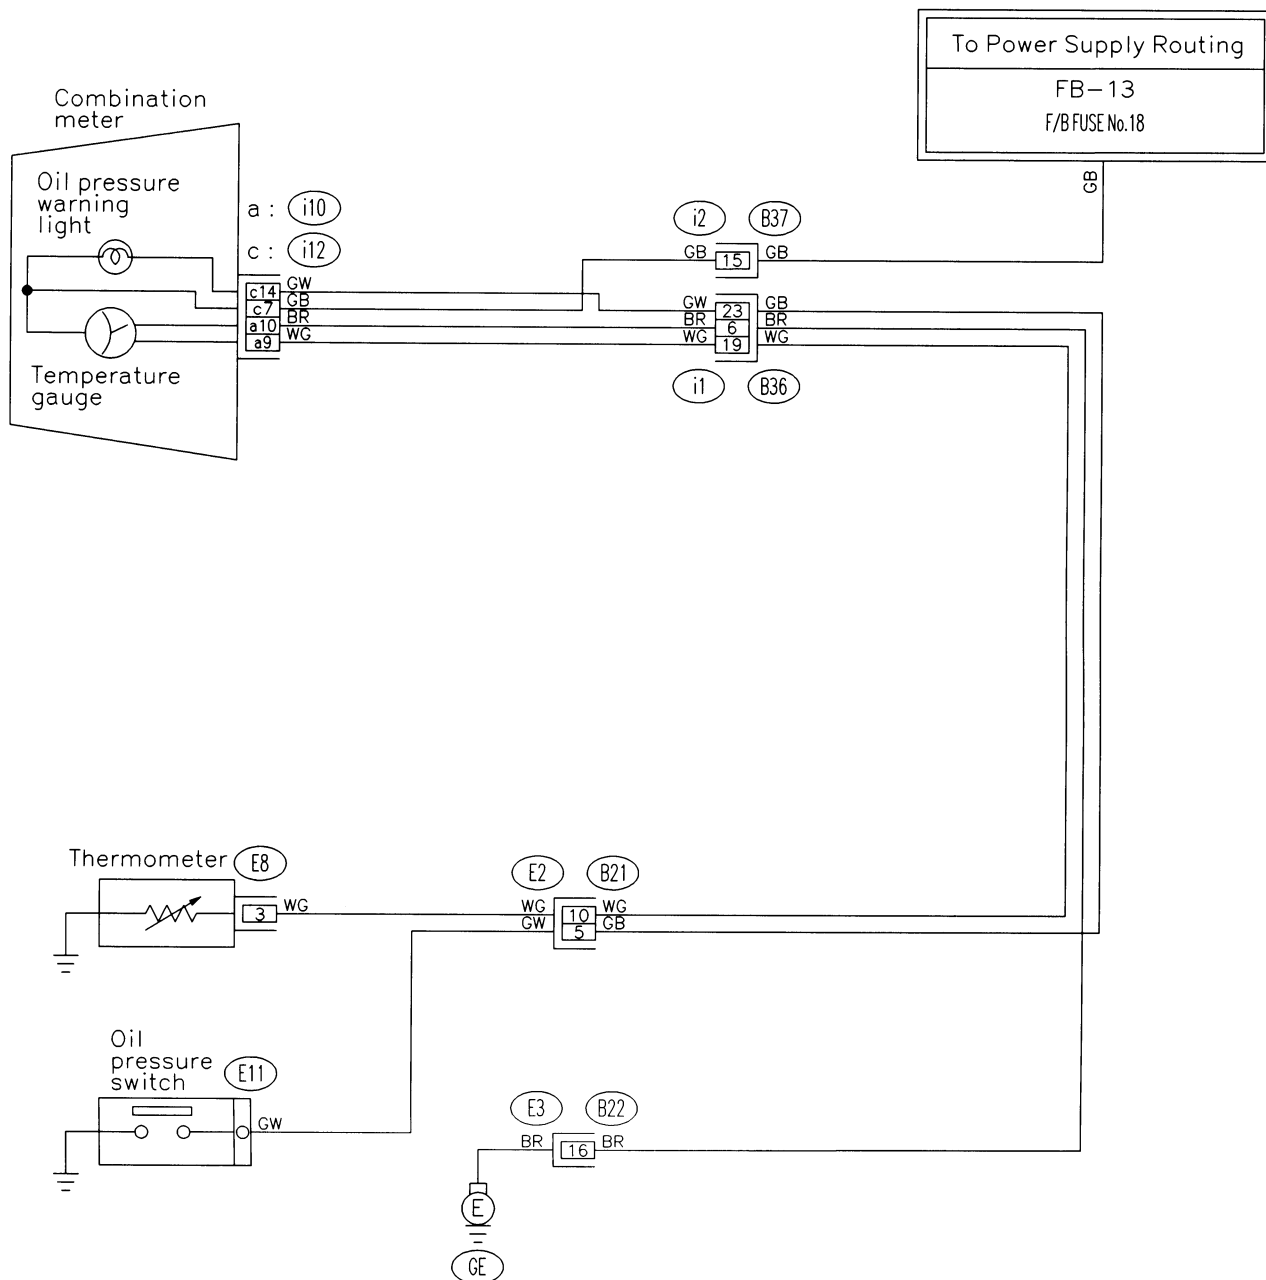 To Power Supply Routing
FB-13
F/B FUSE No.18
GB
Combination
meter
Oil pressure
warning
light
a : i10
c : i12
i2 B37
GB 15 GB
c14 GW
c7 GB
a10 BR
a9 WG
GW 23 GB
BR 6 BR
WG 19 WG
i1 B36
Temperature
gauge
Thermometer E8
3 WG
E2 B21
WG 10 WG
GW 5 GB
Oil
pressure
switch E11
GW
E3 B22
BR 16 BR
E
GE